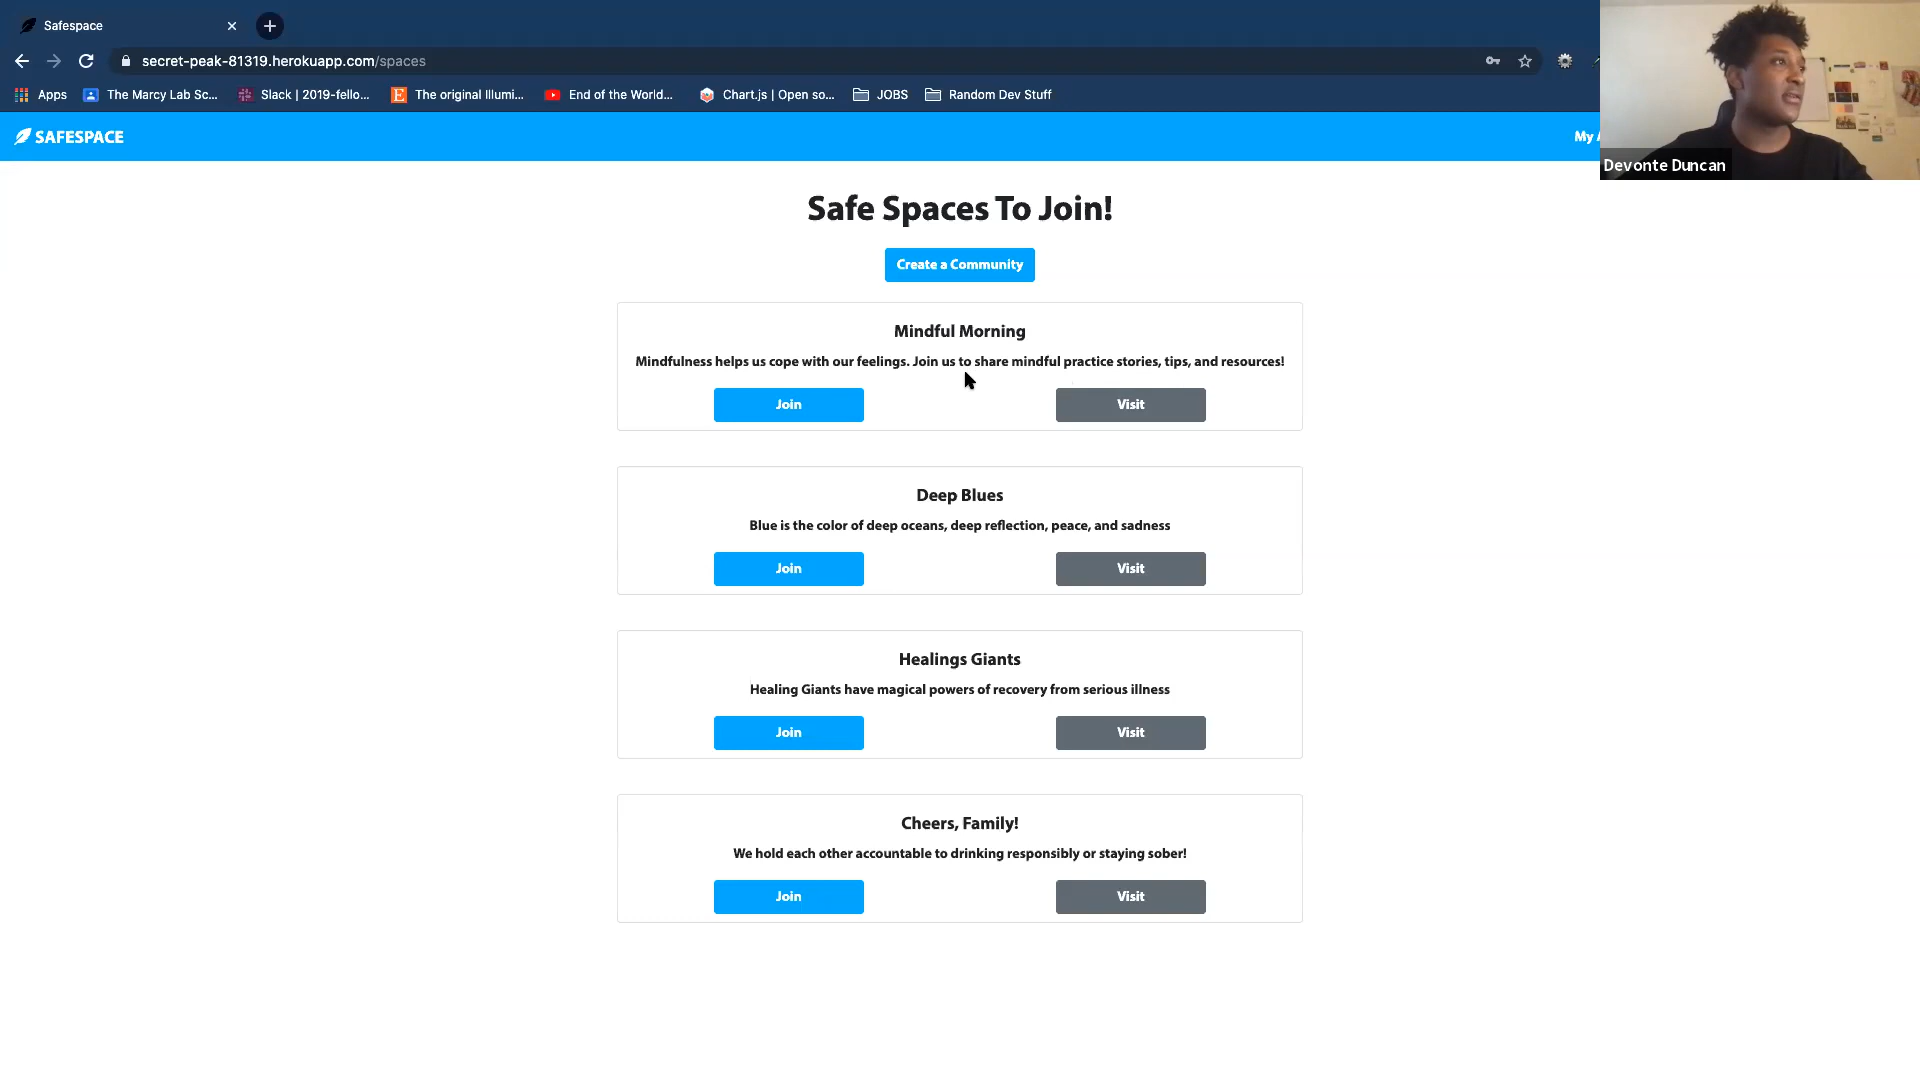 Safespace
secret-peak-81319.herokuapp.com/spaces
Apps
The Marcy Lab Sc...
Slack | 2019-fello...
The original Illumi...
End of the World...
Chart.js | Open so...
JOBS
Random Dev Stuff
SAFESPACE
My A
Devonte Duncan
Safe Spaces To Join!
Create a Community
Mindful Morning
Mindfulness helps us cope with our feelings. Join us to share mindful practice stories, tips, and resources!
Join
Visit
Deep Blues
Blue is the color of deep oceans, deep reflection, peace, and sadness
Join
Visit
Healings Giants
Healing Giants have magical powers of recovery from serious illness
Join
Visit
Cheers, Family!
We hold each other accountable to drinking responsibly or staying sober!
Join
Visit